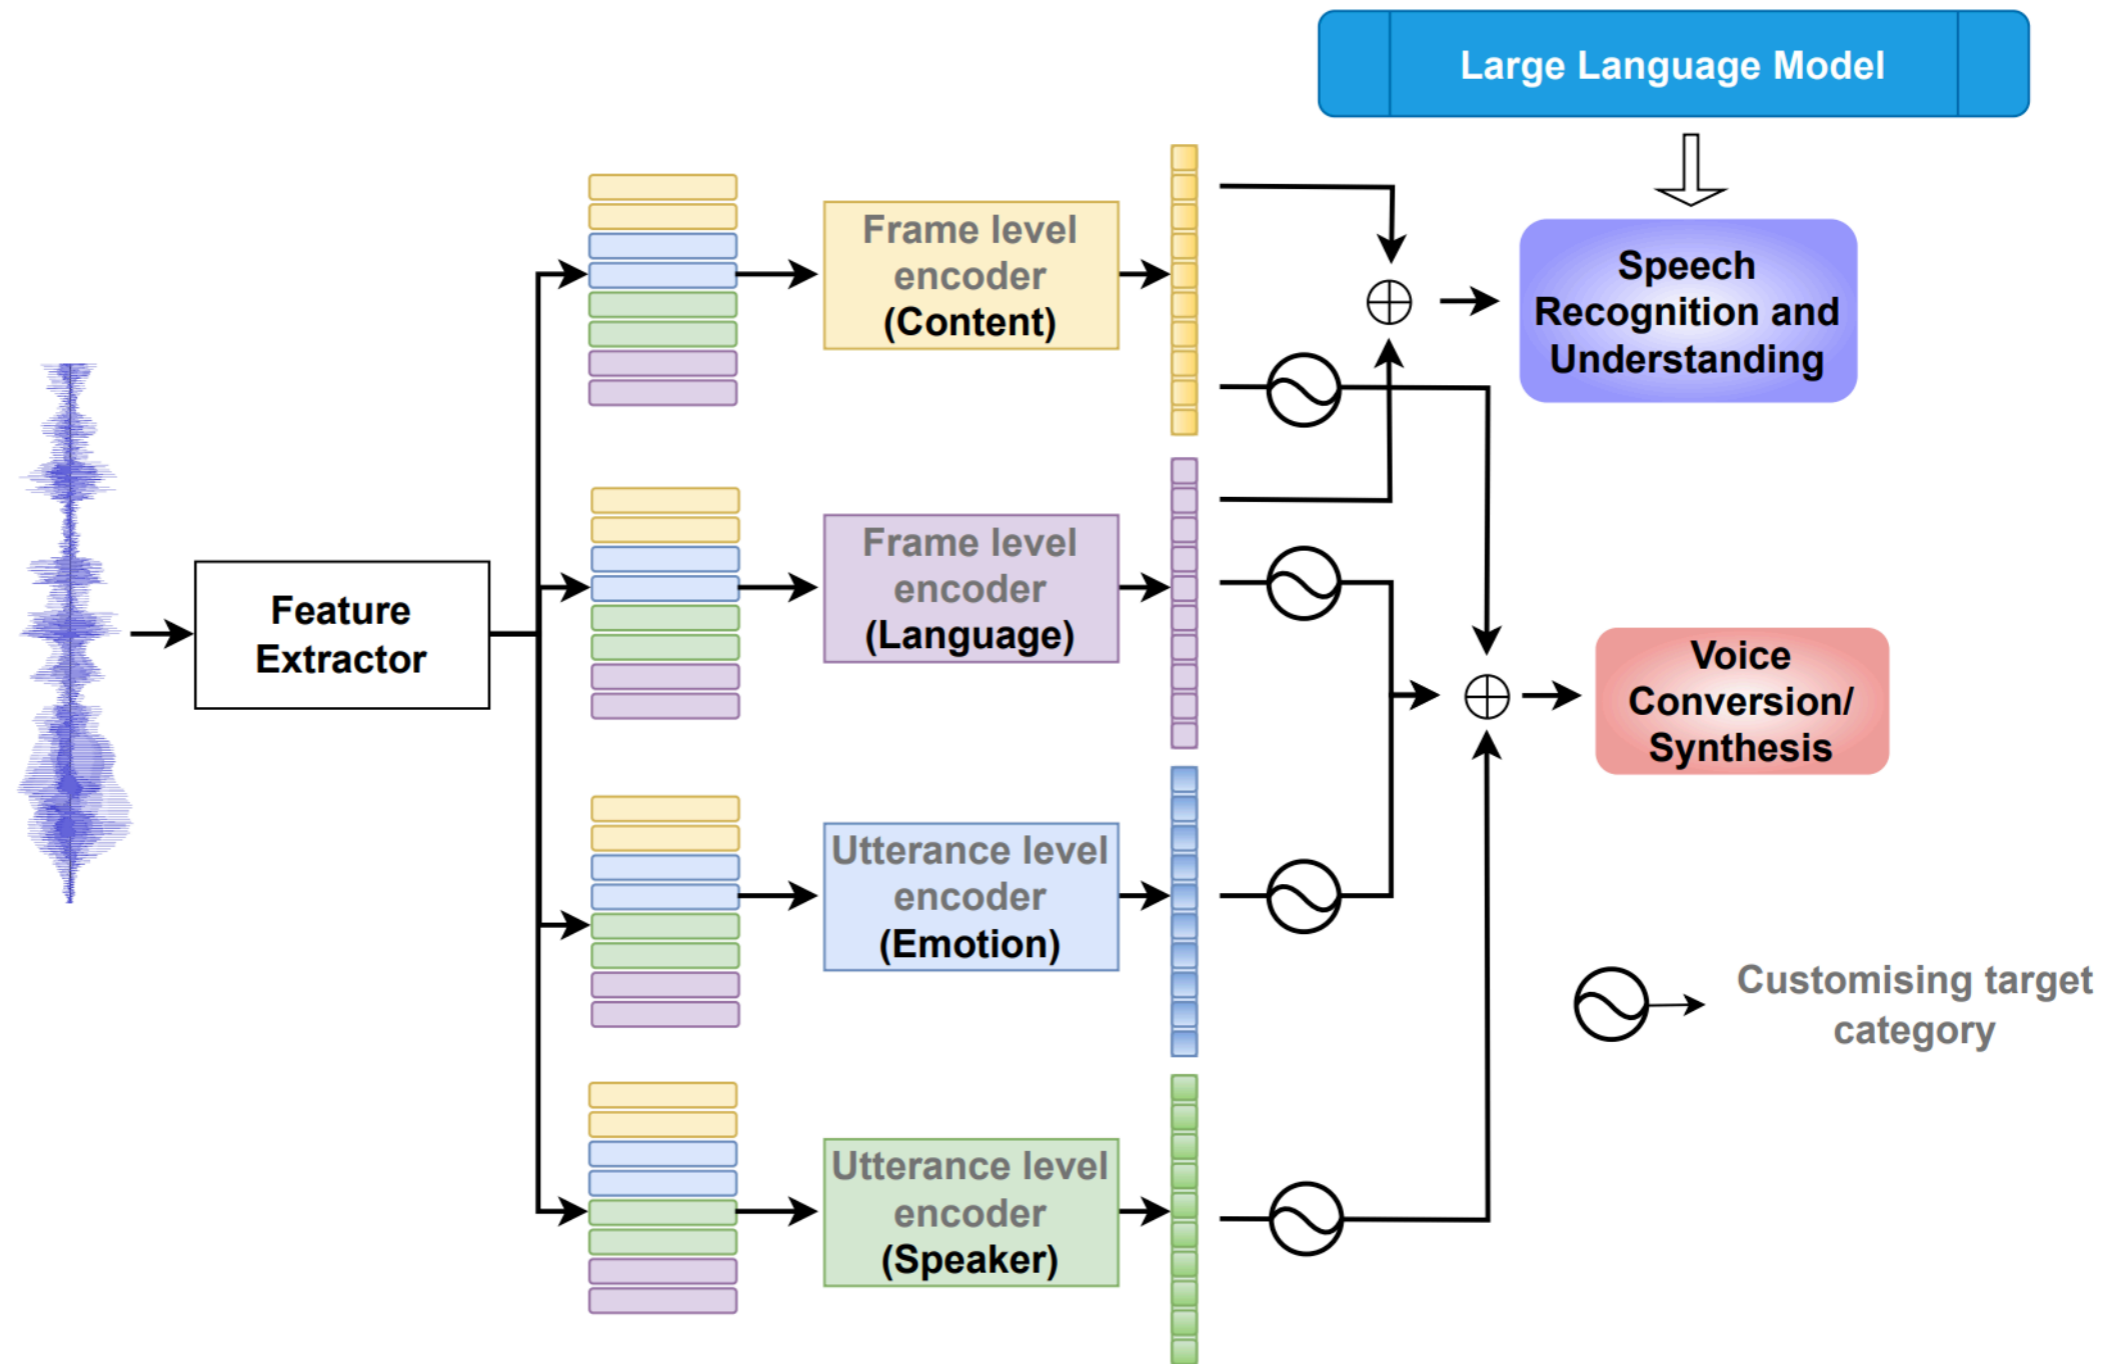 Large Language Model
Frame level
encoder
(Content)
Speech
Recognition and
Understanding
Feature
Extractor
Frame level
encoder
(Language)
Voice
Conversion/
Synthesis
Utterance level
encoder
(Emotion)
Customising target
category
Utterance level
encoder
(Speaker)